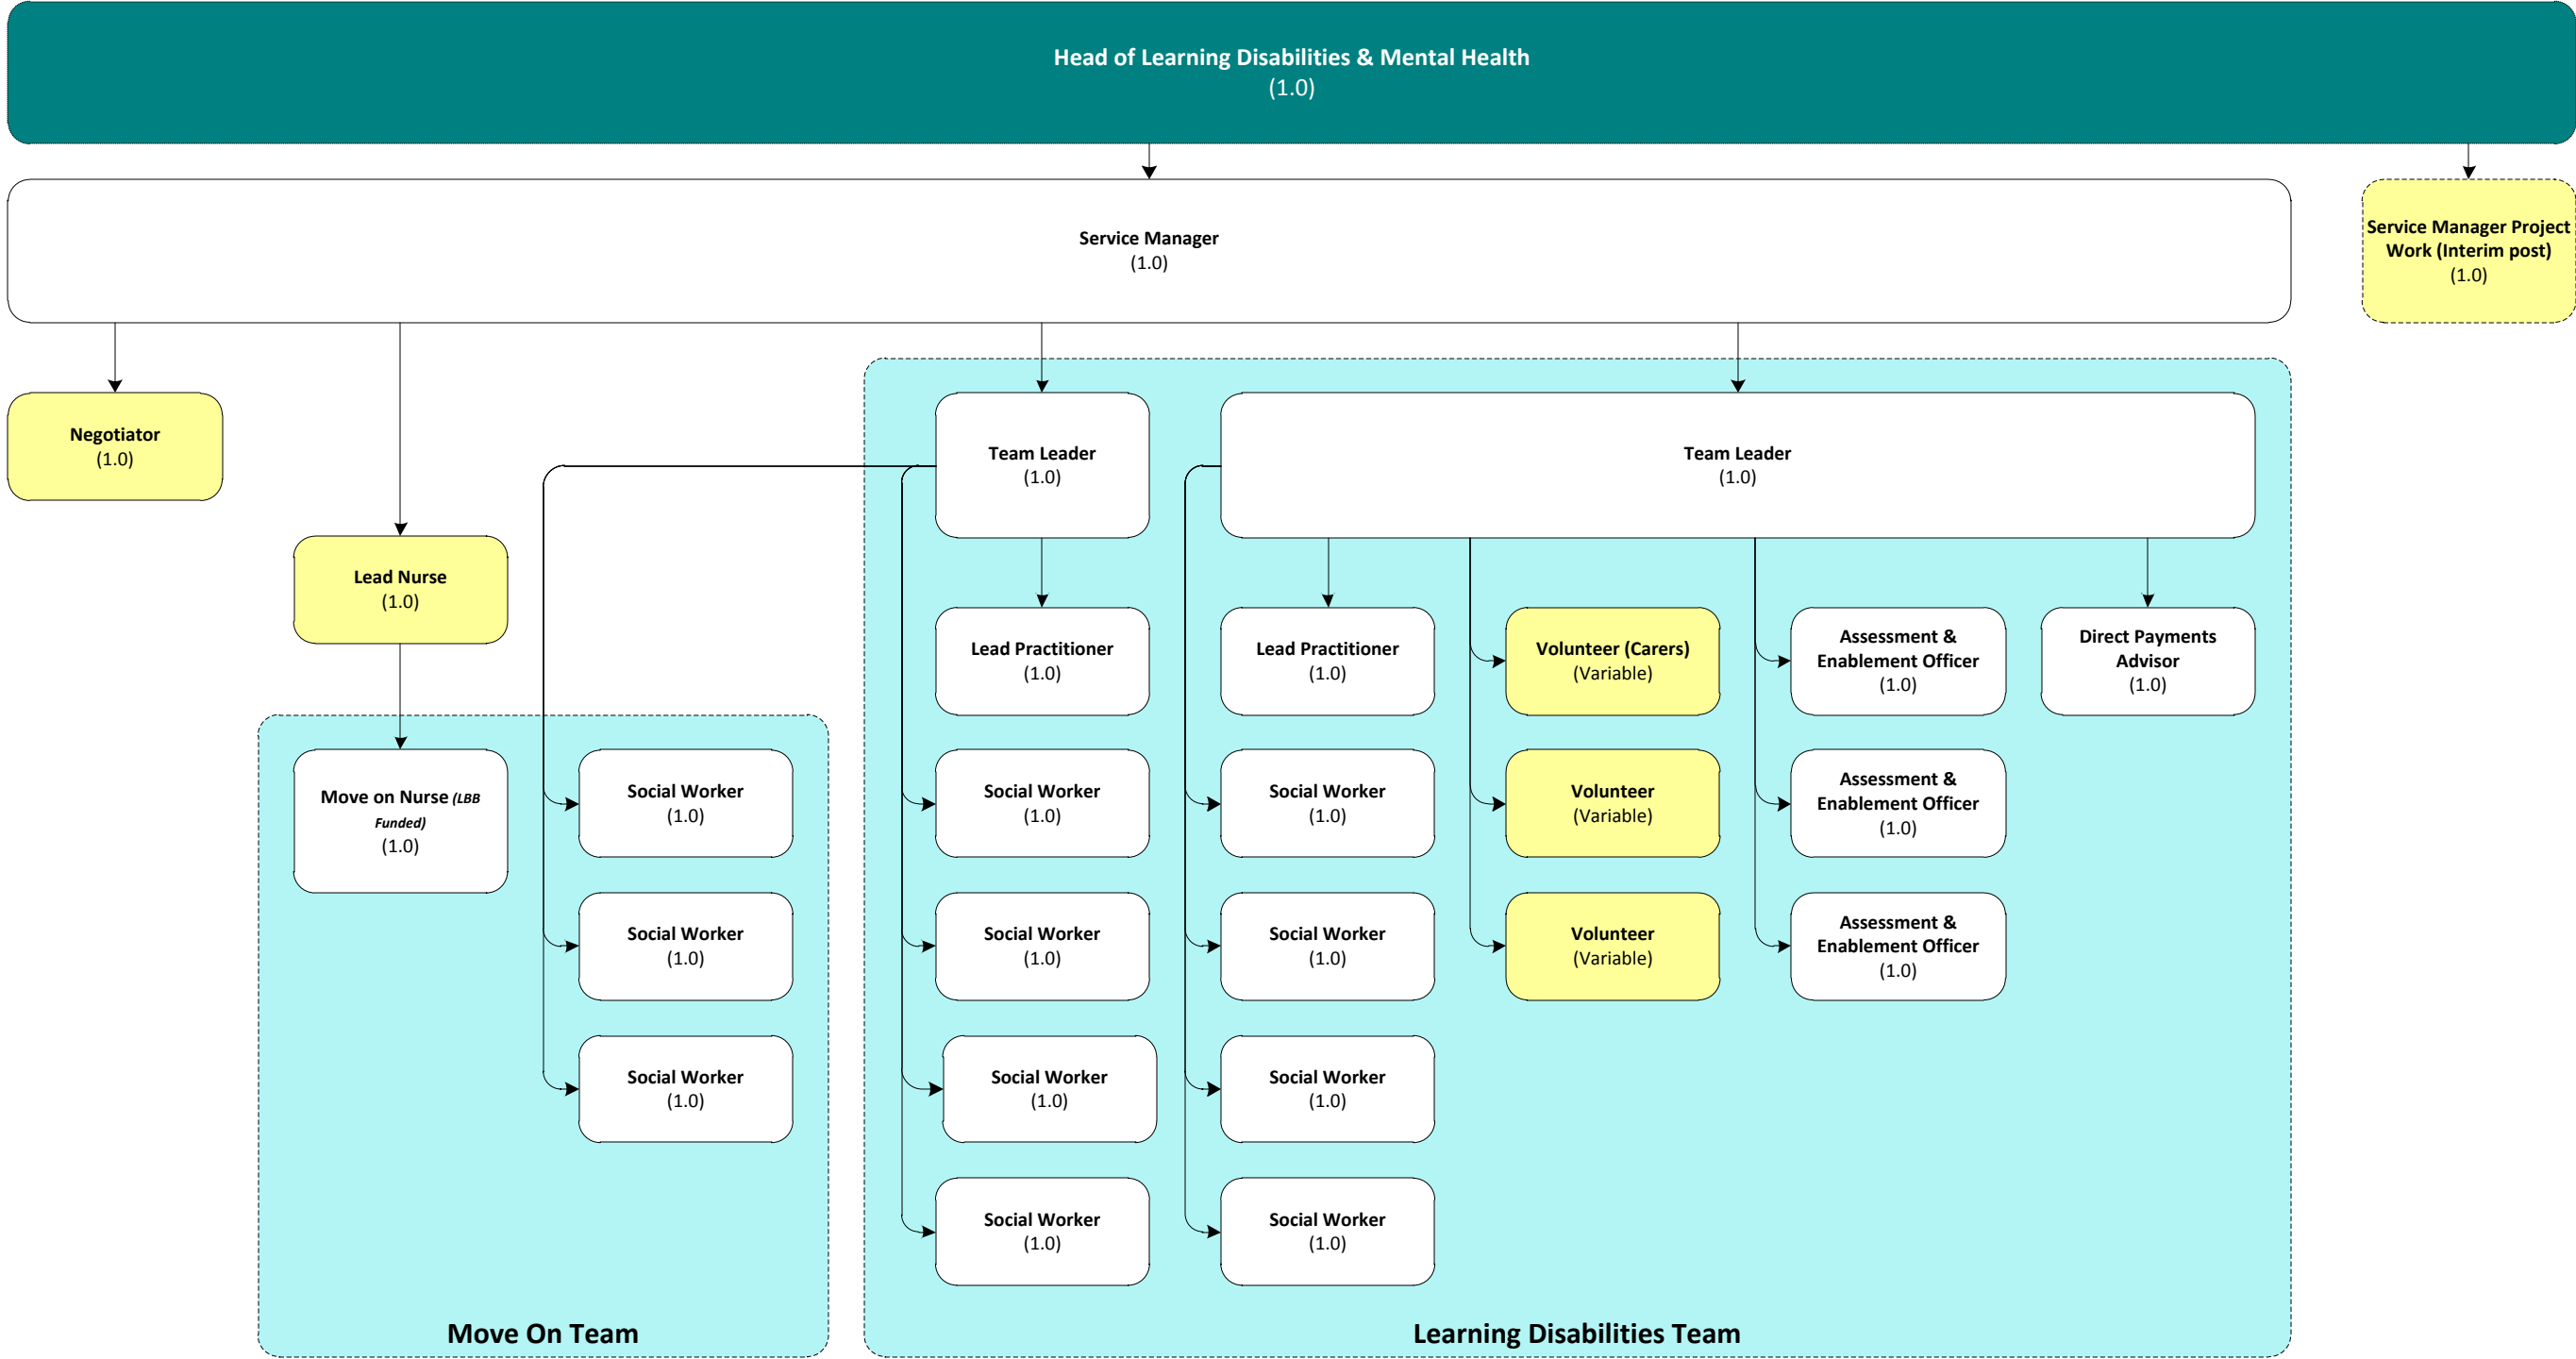 Head of Learning Disabilities & Mental Health
(1.0)
Service Manager
(1.0)
Service Manager Project
Work (Interim post)
(1.0)
Negotiator
(1.0)
Lead Nurse
(1.0)
Team Leader
(1.0)
Team Leader
(1.0)
Lead Practitioner
(1.0)
Lead Practitioner
(1.0)
Volunteer (Carers)
(Variable)
Assessment &
Enablement Officer
(1.0)
Direct Payments
Advisor
(1.0)
Move on Nurse (LBB
Funded)
(1.0)
Social Worker
(1.0)
Social Worker
(1.0)
Social Worker
(1.0)
Volunteer
(Variable)
Assessment &
Enablement Officer
(1.0)
Social Worker
(1.0)
Social Worker
(1.0)
Social Worker
(1.0)
Volunteer
(Variable)
Assessment &
Enablement Officer
(1.0)
Social Worker
(1.0)
Social Worker
(1.0)
Social Worker
(1.0)
Social Worker
(1.0)
Social Worker
(1.0)
Move On Team
Learning Disabilities Team